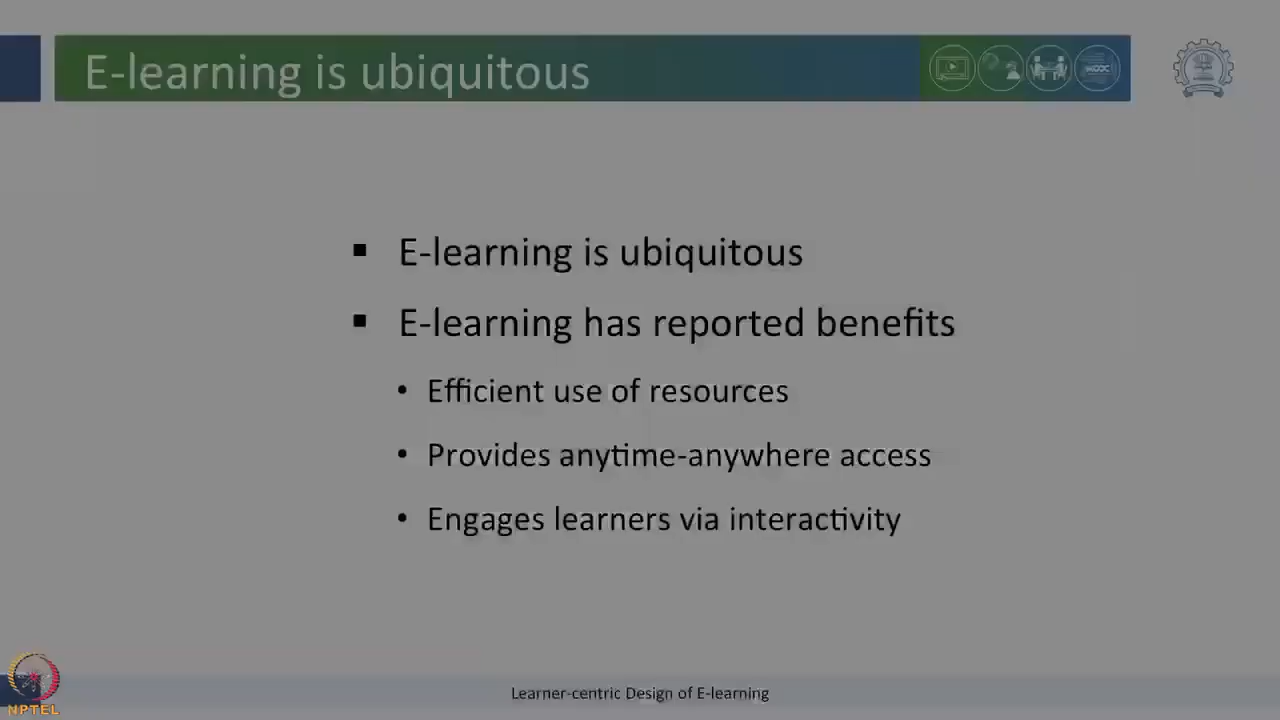 E-learning is ubiquitous
MOOC
▪ E-learning is ubiquitous
▪ E-learning has reported benefits
• Efficient use of resources
• Provides anytime-anywhere access
• Engages learners via interactivity
Learner-centric Design of E-learning
NPTEL